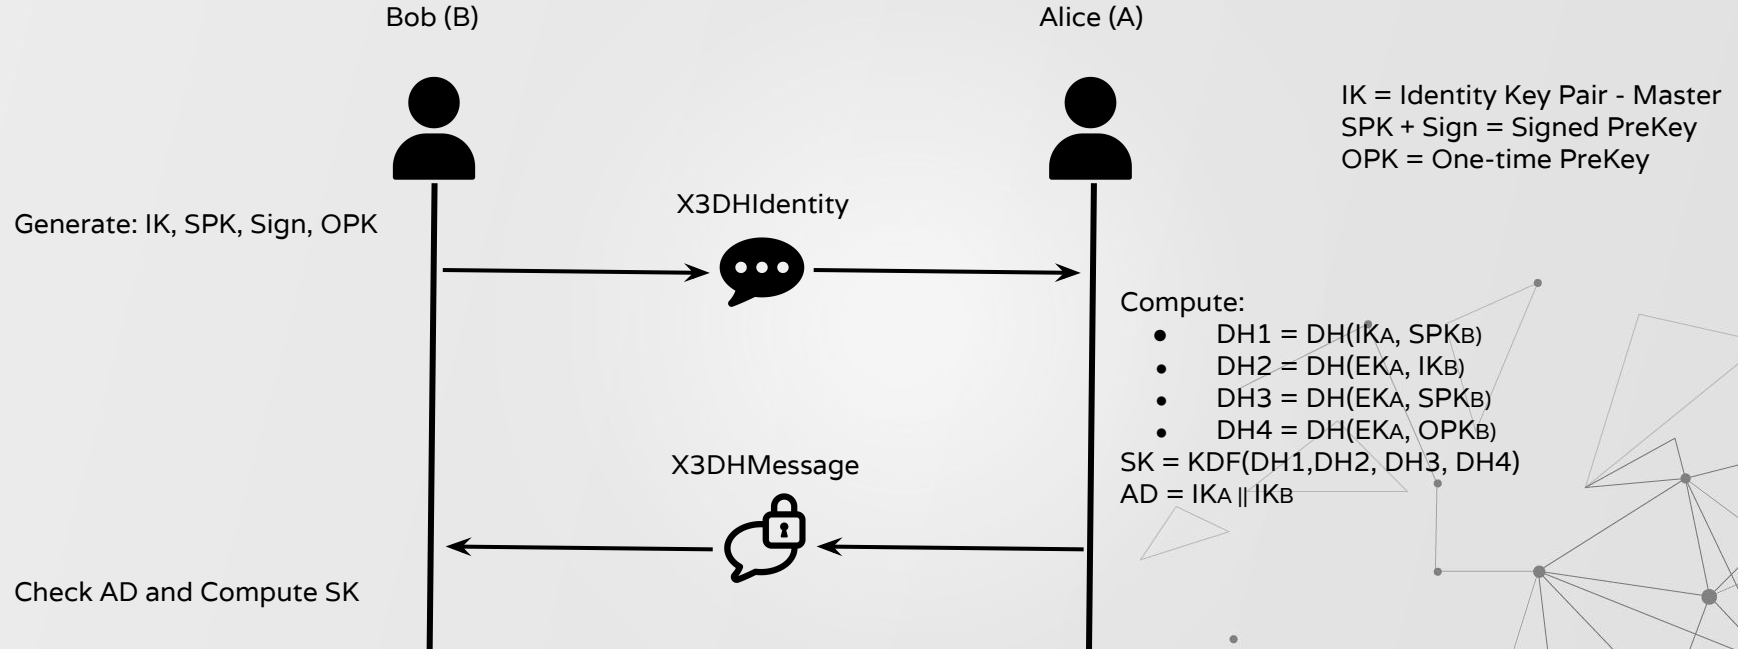 Bob (B)
Alice (A)
IK = Identity Key Pair - Master
SPK + Sign = Signed PreKey
OPK = One-time PreKey
X3DHIdentity
Generate: IK, SPK, Sign, OPK
Compute:
● DH1 = DH(IKA, SPKB)
● DH2 = DH(EKA, IKB)
● DH3 = DH(EKA, SPKB)
● DH4 = DH(EKA, OPKB)
SK = KDF(DH1,DH2, DH3, DH4)
AD = IKA || IKB
X3DHMessage
Check AD and Compute SK